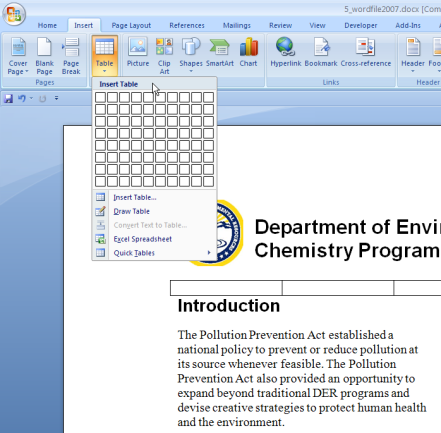 5_wordfile2007.docx [Com
Home Insert Page Layout References Mailings Review View Developer Add-Ins
Cover Page Blank Page Page Break Table Picture Clip Art Shapes SmartArt Chart Hyperlink Bookmark Cross-reference Header Foo
Pages Links Header
Insert Table
Insert Table...
Draw Table
Convert Text to Table...
Excel Spreadsheet
Quick Tables
Department of Envi
Chemistry Program
Introduction
The Pollution Prevention Act established a
national policy to prevent or reduce pollution at
its source whenever feasible. The Pollution
Prevention Act also provided an opportunity to
expand beyond traditional DER programs and
devise creative strategies to protect human health
and the environment.